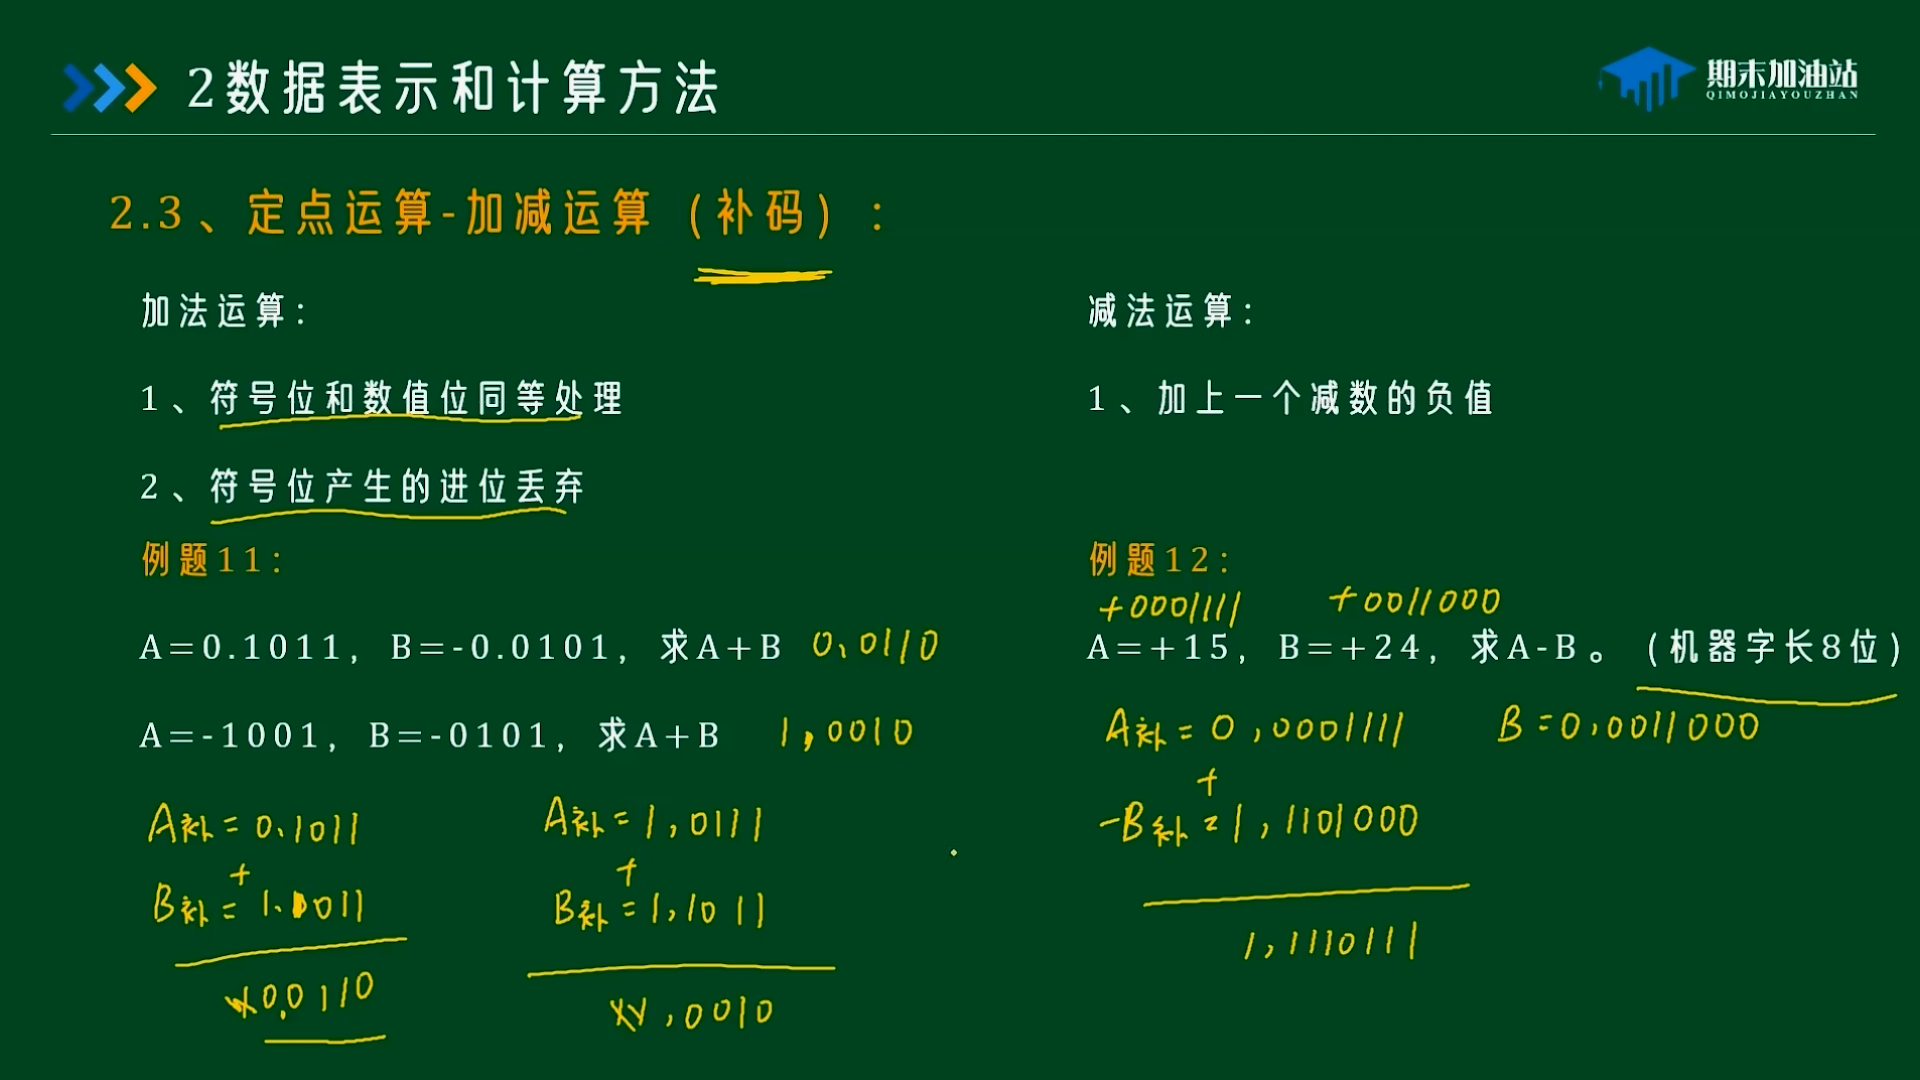 2数据表示和计算方法
期末加油站
QIMOJIAYOUZHAN
2.3、定点运算-加减运算（补码）：
加法运算：
1、符号位和数值位同等处理
2、符号位产生的进位丢弃
例题11：
A=0.1011, B=-0.0101, 求A+B 0.0110
A=-1001, B=-0101, 求A+B 1,0010
A补=0.1011
+
B补=1.1011
0.0110
A补=1,0111
+
B补=1,1011
,0010
减法运算：
1、加上一个减数的负值
例题12：
+0001111 +0011000
A=+15, B=+24, 求A-B。（机器字长8位）
A补=0,0001111 B=0,0011000
+
-B补=1,1101000
1,1110111